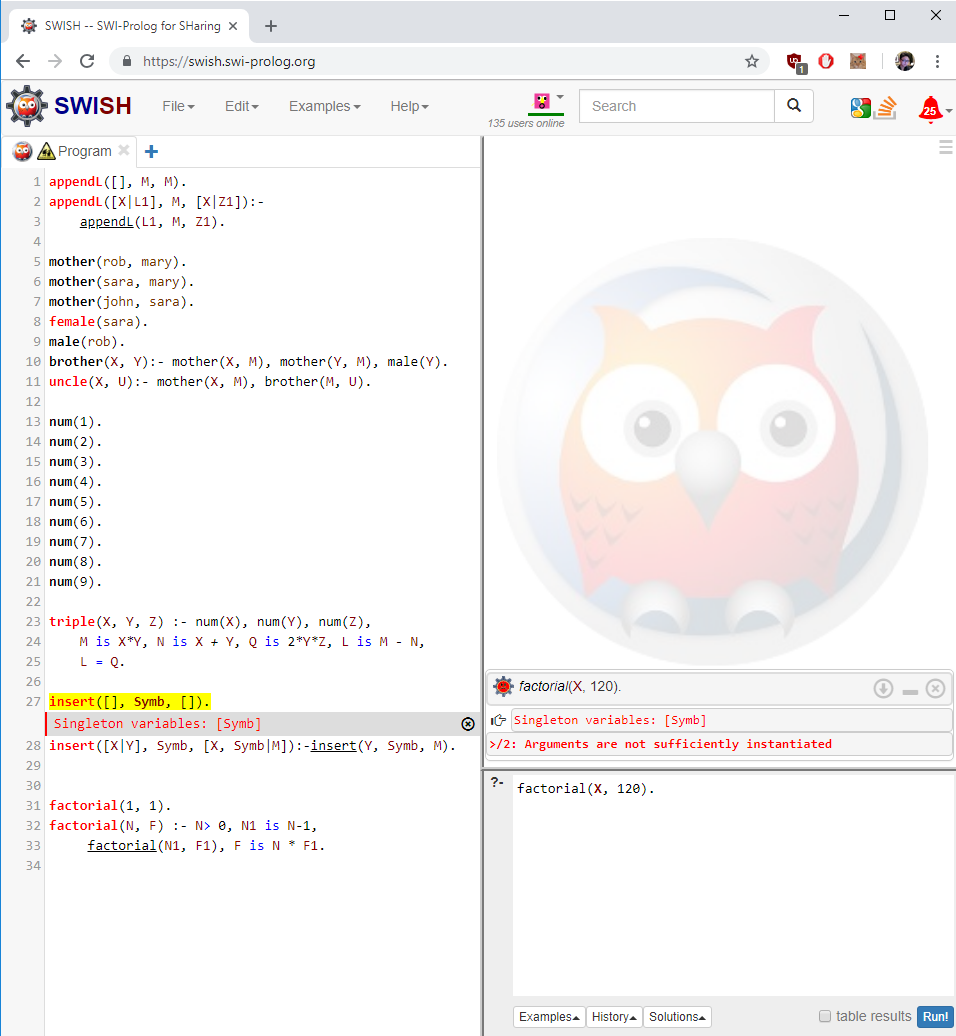 SWISH -- SWI-Prolog for SHaring
https://swish.swi-prolog.org
1
SWISH File Edit Examples Help 135 users online Search 25
Program
1 appendL([], M, M).
2 appendL([X|L1], M, [X|Z1]):-
3 appendL(L1, M, Z1).
4
5 mother(rob, mary).
6 mother(sara, mary).
7 mother(john, sara).
8 female(sara).
9 male(rob).
10 brother(X, Y):- mother(X, M), mother(Y, M), male(Y).
11 uncle(X, U):- mother(X, M), brother(M, U).
12
13 num(1).
14 num(2).
15 num(3).
16 num(4).
17 num(5).
18 num(6).
19 num(7).
20 num(8).
21 num(9).
22
23 triple(X, Y, Z) :- num(X), num(Y), num(Z),
24 M is X*Y, N is X + Y, Q is 2*Y*Z, L is M - N,
25 L = Q.
26
27 insert([], Symb, []).
Singleton variables: [Symb]
28 insert([X|Y], Symb, [X, Symb|M]):-insert(Y, Symb, M).
29
30
31 factorial(1, 1).
32 factorial(N, F) :- N> 0, N1 is N-1,
33 factorial(N1, F1), F is N * F1.
34
factorial(X, 120).
Singleton variables: [Symb]
>/2: Arguments are not sufficiently instantiated
?- factorial(X, 120).
Examples History Solutions table results Run!